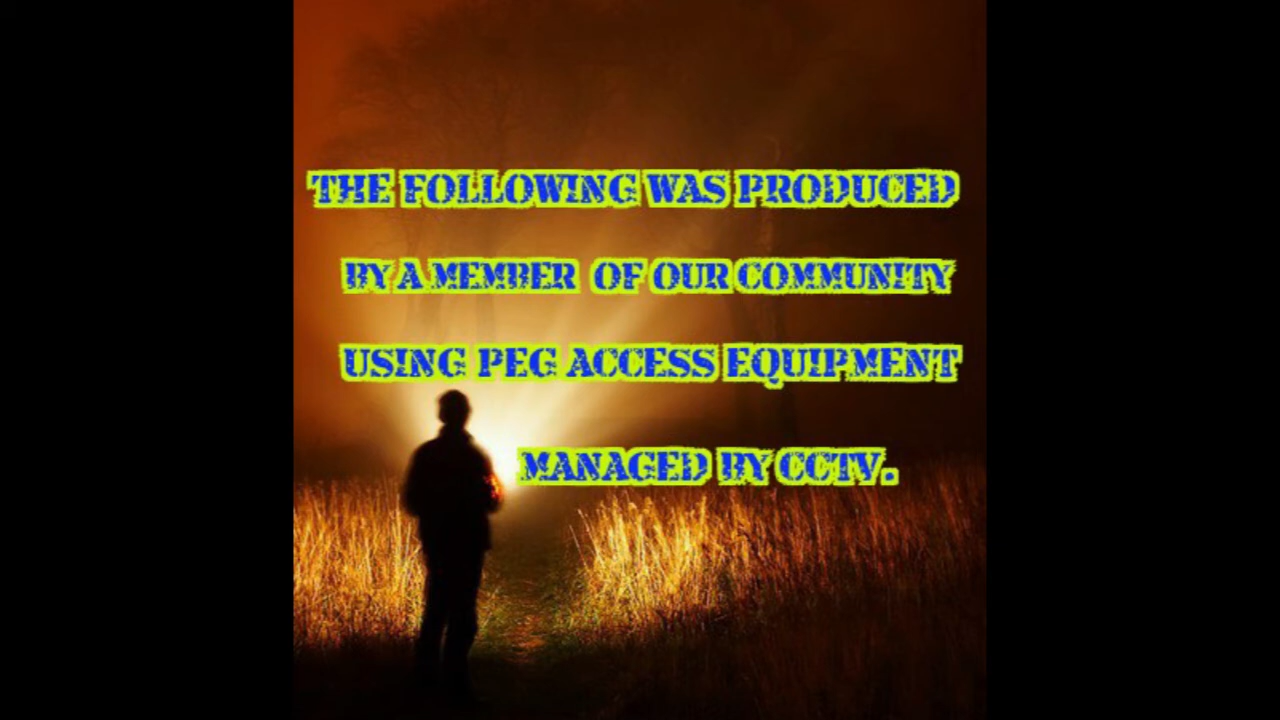 THE FOLLOWING WAS PRODUCED
BY A MEMBER OF OUR COMMUNITY
USING PEG ACCESS EQUIPMENT
MANAGED BY CCTV.